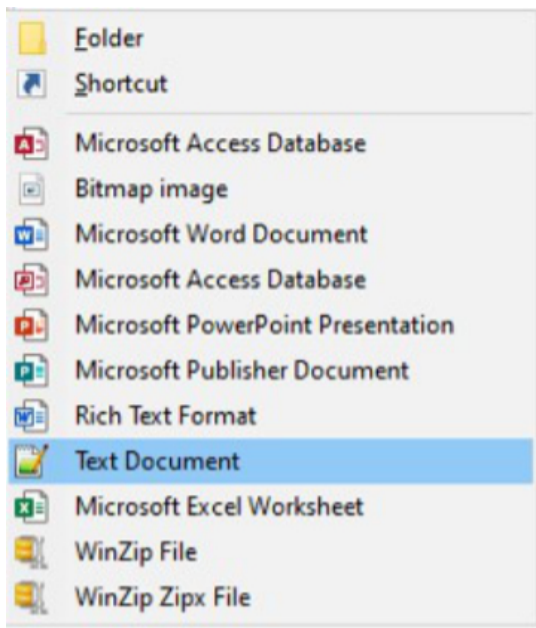 Folder
Shortcut
Microsoft Access Database
Bitmap image
Microsoft Word Document
Microsoft Access Database
Microsoft PowerPoint Presentation
Microsoft Publisher Document
Rich Text Format
Text Document
Microsoft Excel Worksheet
WinZip File
WinZip Zipx File